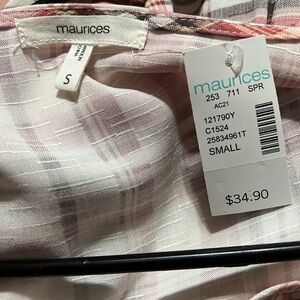 maurices
S
maurices
253 711 SPR
AC21
121790Y
C1524
25834961T
SMALL
$34.90